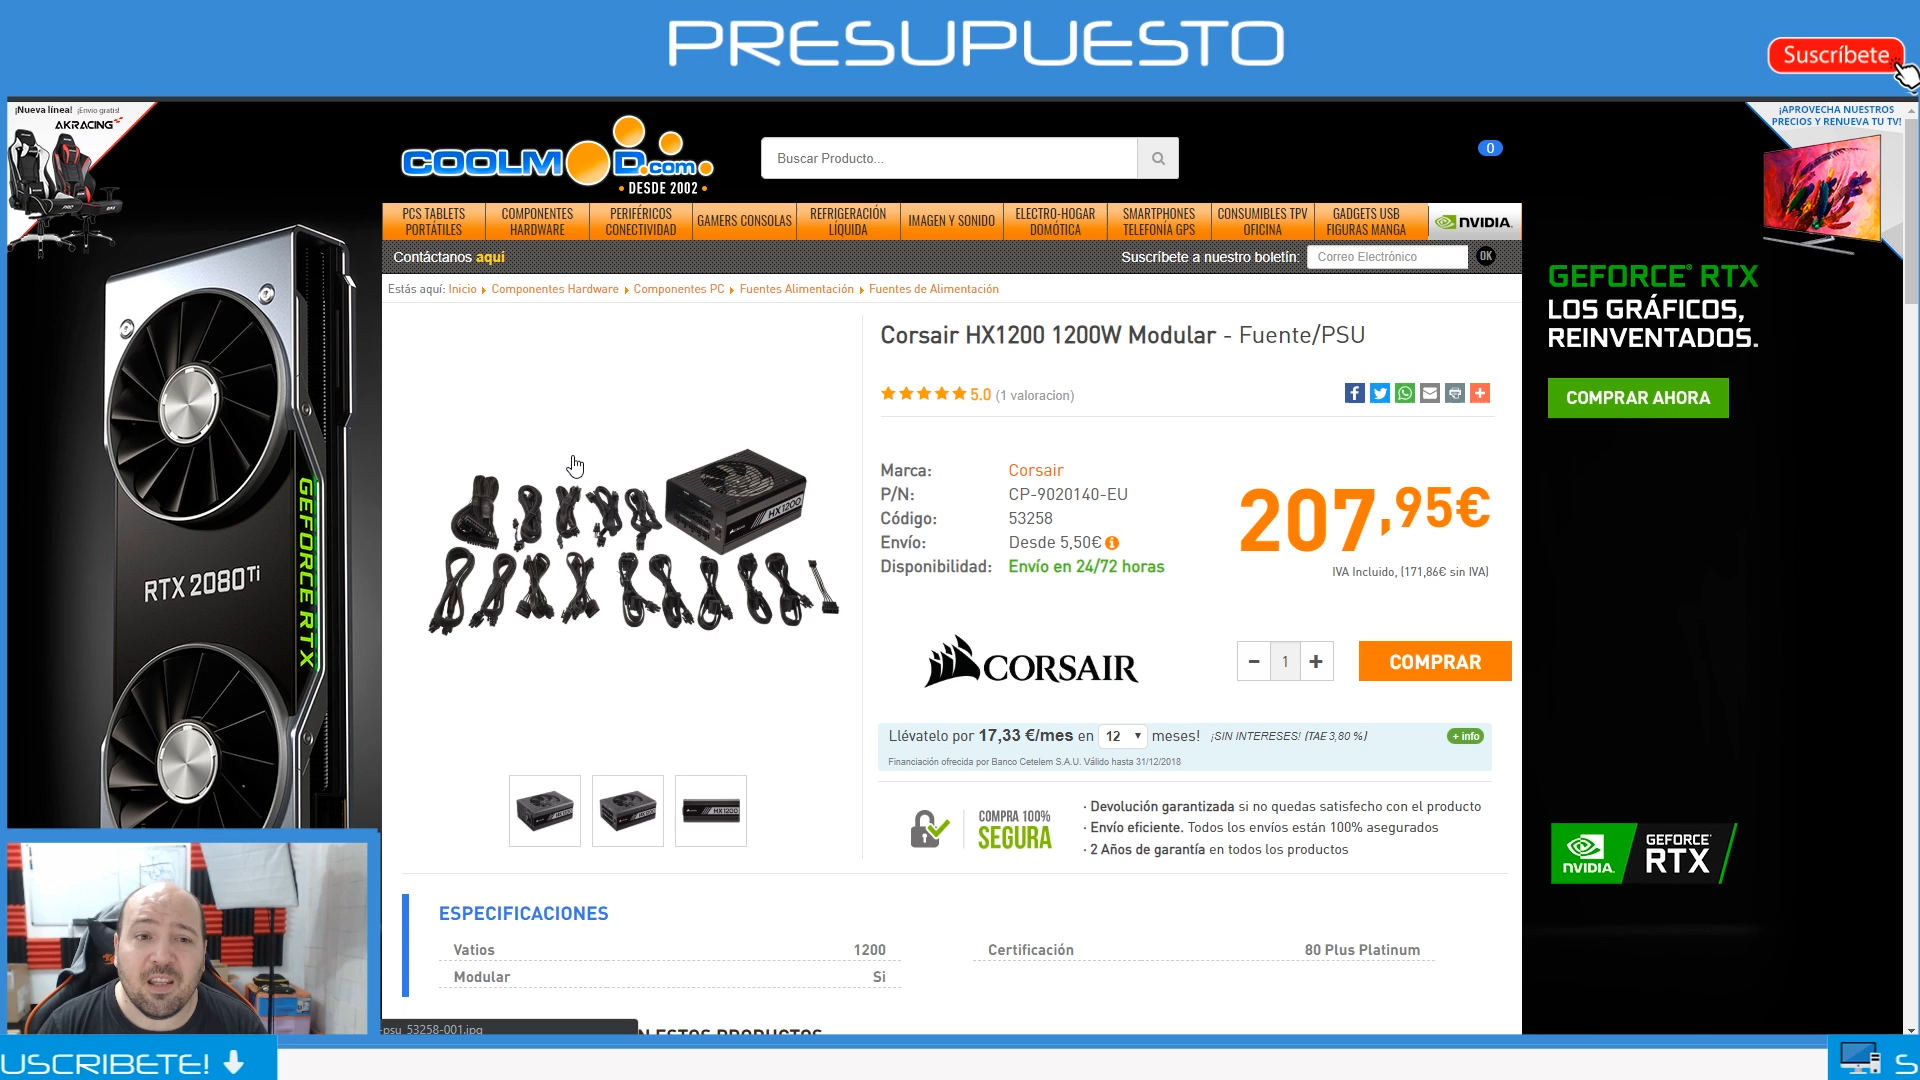 PRESUPUESTO
Suscríbete
¡Nueva línea! ¡Envio gratis!
AKRACING
COOLMOD.com
• DESDE 2002 •
Buscar Producto...
0
¡APROVECHA NUESTROS
PRECIOS Y RENUEVA TU TV!
PCS TABLETS
PORTÁTILES
COMPONENTES
HARDWARE
PERIFÉRICOS
CONECTIVIDAD
GAMERS CONSOLAS
REFRIGERACIÓN
LÍQUIDA
IMAGEN Y SONIDO
ELECTRO-HOGAR
DOMÓTICA
SMARTPHONES
TELEFONÍA GPS
CONSUMIBLES TPV
OFICINA
GADGETS USB
FIGURAS MANGA
NVIDIA.
Contáctanos aquí
Suscríbete a nuestro boletín:
Correo Electrónico
OK
Estás aquí: Inicio Componentes Hardware Componentes PC Fuentes Alimentación Fuentes de Alimentación
Corsair HX1200 1200W Modular - Fuente/PSU
5.0 (1 valoracion)
Marca: Corsair
P/N: CP-9020140-EU
Código: 53258
Envío: Desde 5,50€
Disponibilidad: Envío en 24/72 horas
207,95€
IVA Incluido, (171,86€ sin IVA)
HX1200
CORSAIR
- 1 +
COMPRAR
Llévatelo por 17,33 €/mes en 12 meses! ¡SIN INTERESES! (TAE 3,80 %)
+ info
Financiación ofrecida por Banco Cetelem S.A.U. Válido hasta 31/12/2018
COMPRA 100%
SEGURA
· Devolución garantizada si no quedas satisfecho con el producto
· Envío eficiente. Todos los envíos están 100% asegurados
· 2 Años de garantía en todos los productos
HX1200
ESPECIFICACIONES
Vatios 1200
Certificación 80 Plus Platinum
Modular Si
N ESTOS PRODUCTOS
-psu_53258-001.jpg
GEFORCE RTX
RTX 2080 Ti
GEFORCE® RTX
LOS GRÁFICOS,
REINVENTADOS.
COMPRAR AHORA
NVIDIA.
GEFORCE®
RTX
USCRIBETE!
S